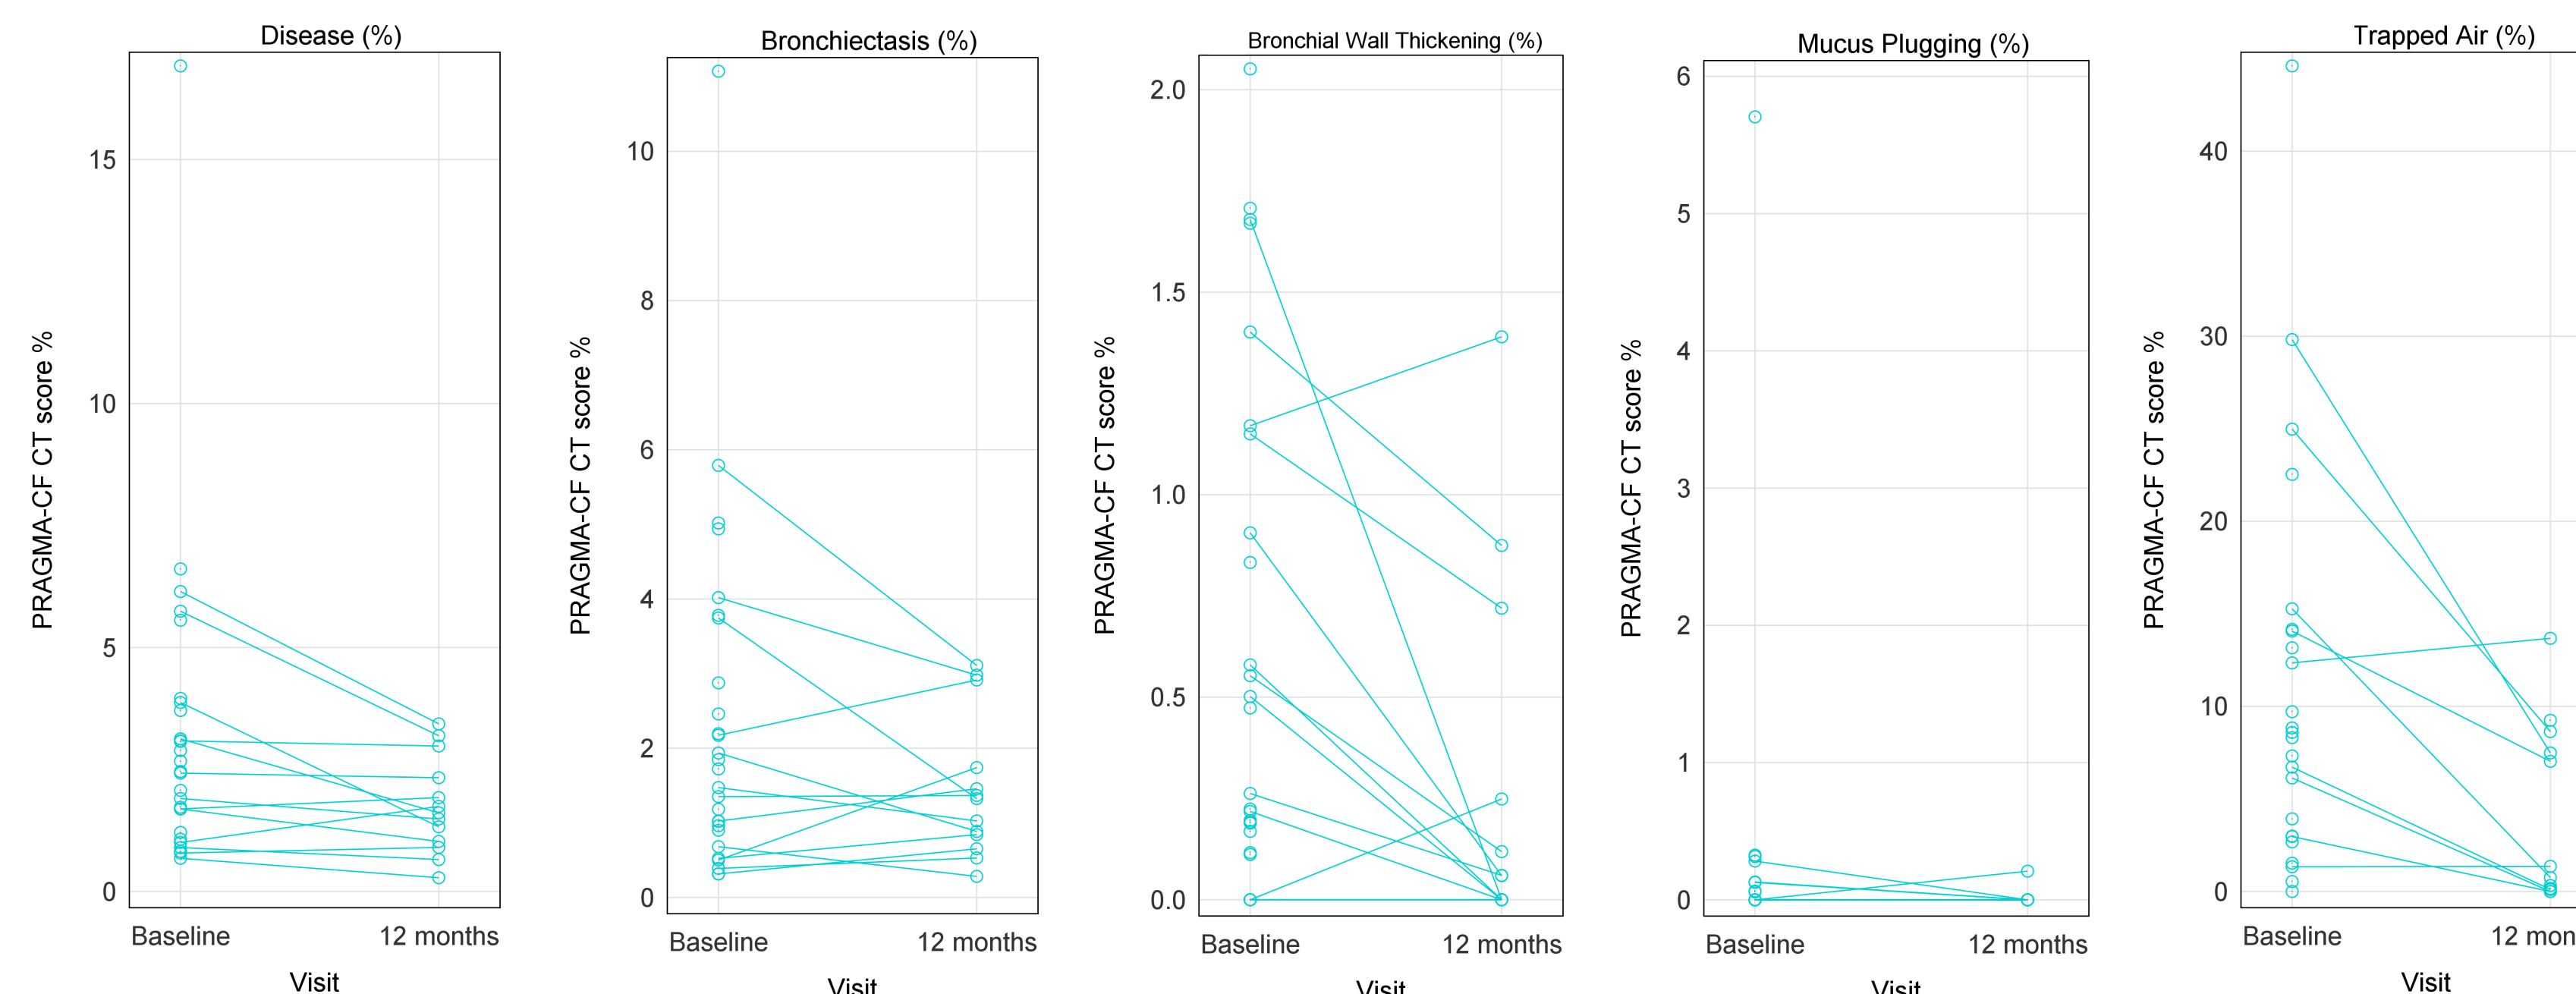 Disease (%)
PRAGMA-CF CT score %
15
10
5
0
Baseline 12 months
Visit
Bronchiectasis (%)
PRAGMA-CF CT score %
10
8
6
4
2
0
Baseline 12 months
Visit
Bronchial Wall Thickening (%)
PRAGMA-CF CT score %
2.0
1.5
1.0
0.5
0.0
Baseline 12 months
Visit
Mucus Plugging (%)
PRAGMA-CF CT score %
6
5
4
3
2
1
0
Baseline 12 months
Visit
Trapped Air (%)
PRAGMA-CF CT score %
40
30
20
10
0
Baseline 12 mon
Visit